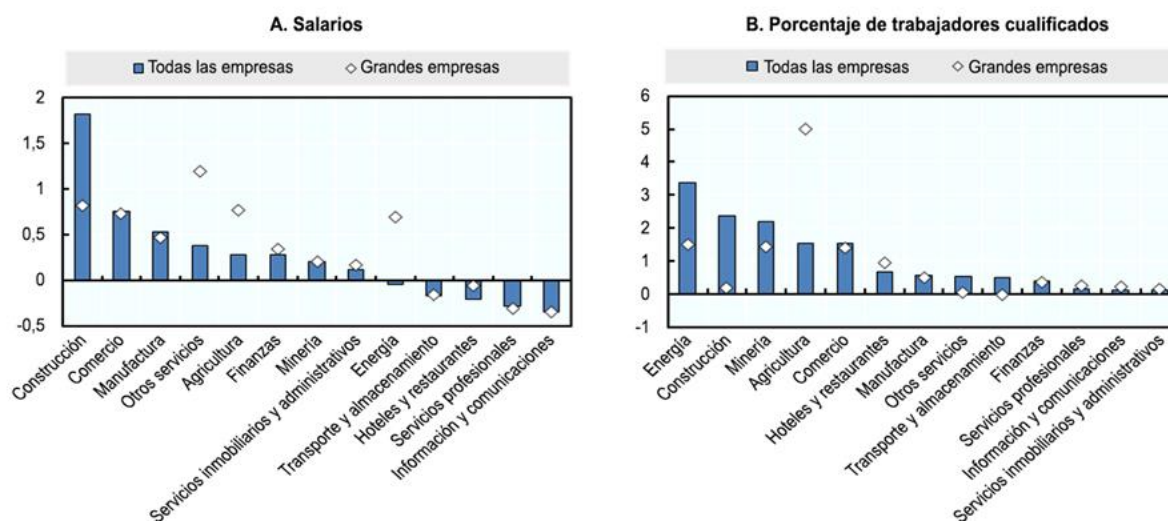 A. Salarios
Todas las empresas
Grandes empresas
2
1,5
1
0,5
0
-0,5
Construcción
Comercio
Manufactura
Otros servicios
Agricultura
Finanzas
Minería
Servicios inmobiliarios y administrativos
Energía
Transporte y almacenamiento
Hoteles y restaurantes
Servicios profesionales
Información y comunicaciones
B. Porcentaje de trabajadores cualificados
Todas las empresas
Grandes empresas
6
5
4
3
2
1
0
-1
Energía
Construcción
Minería
Agricultura
Comercio
Hoteles y restaurantes
Manufactura
Otros servicios
Transporte y almacenamiento
Finanzas
Servicios profesionales
Información y comunicaciones
Servicios inmobiliarios y administrativos